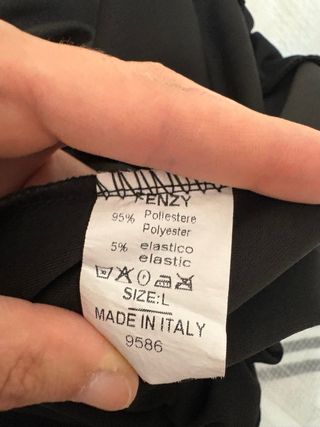 FENZY
95% Poliestere
Polyester
5% elastico
elastic
SIZE:L
MADE IN ITALY
9586